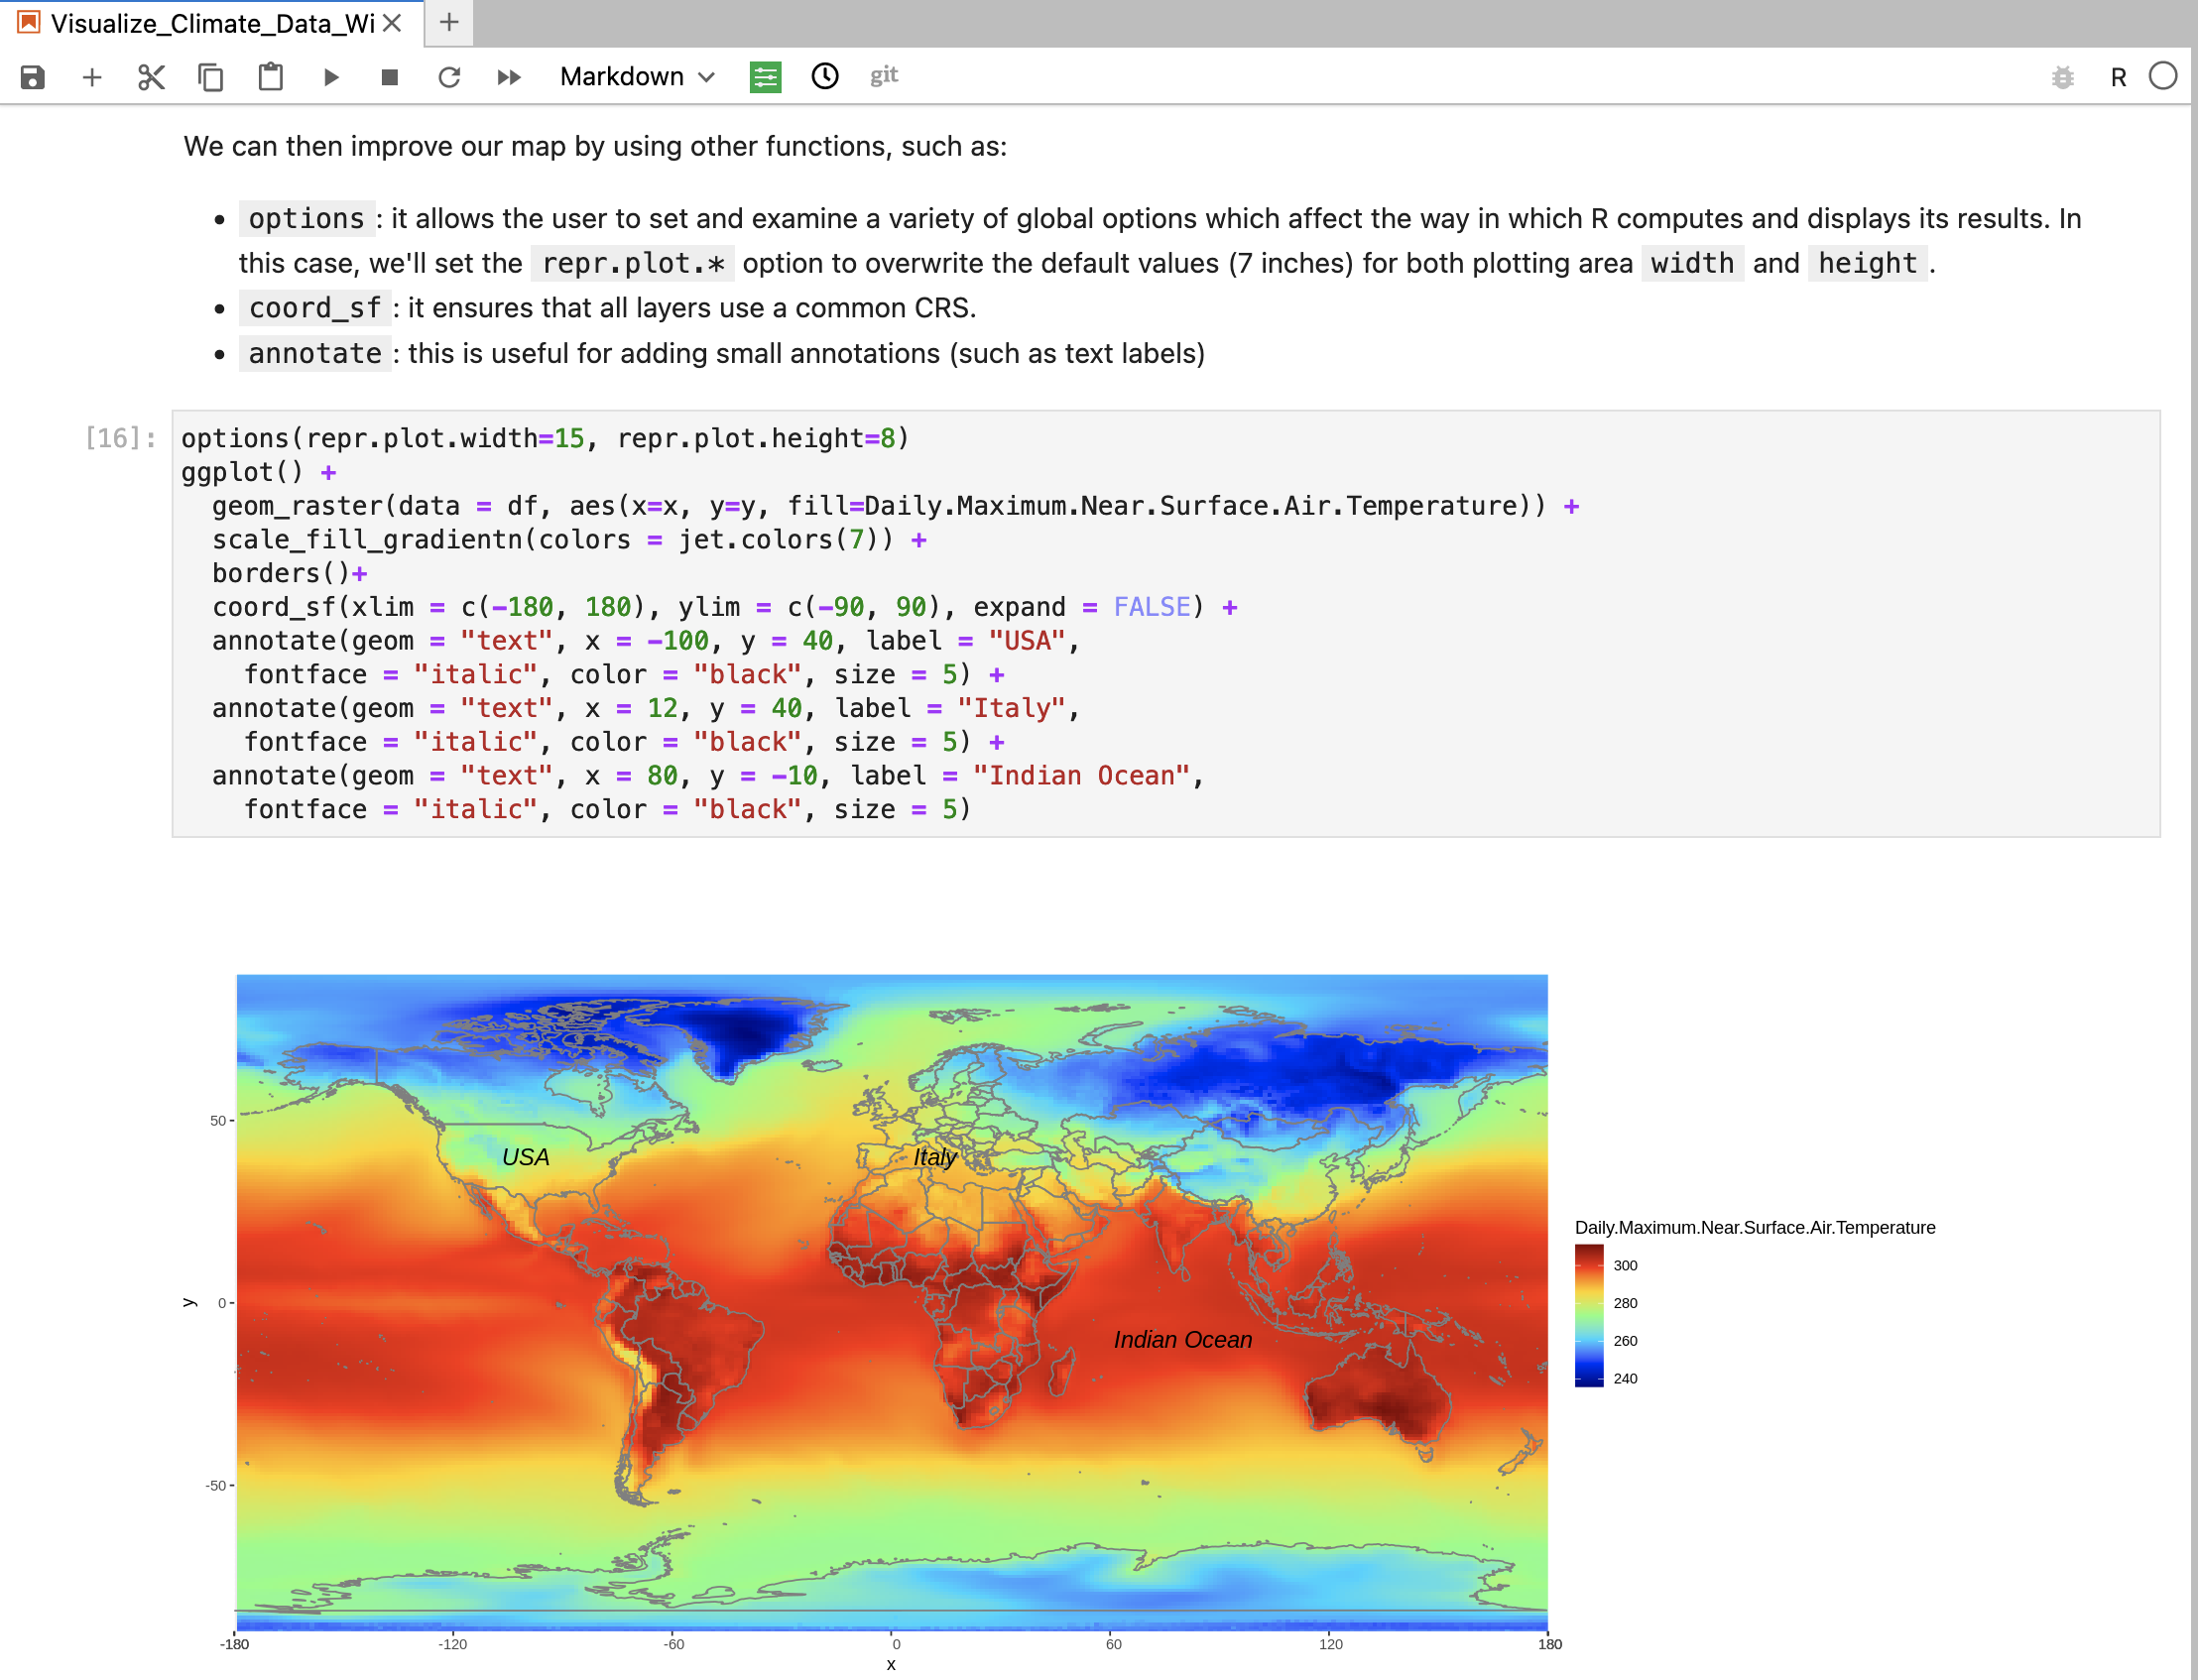 Visualize_Climate_Data_Wi
Markdown
git
R
We can then improve our map by using other functions, such as:
options : it allows the user to set and examine a variety of global options which affect the way in which R computes and displays its results. In
this case, we'll set the repr.plot.* option to overwrite the default values (7 inches) for both plotting area width and height .
coord_sf : it ensures that all layers use a common CRS.
annotate : this is useful for adding small annotations (such as text labels)
[16]:
options(repr.plot.width=15, repr.plot.height=8)
ggplot() +
  geom_raster(data = df, aes(x=x, y=y, fill=Daily.Maximum.Near.Surface.Air.Temperature)) +
  scale_fill_gradientn(colors = jet.colors(7)) +
  borders()+
  coord_sf(xlim = c(-180, 180), ylim = c(-90, 90), expand = FALSE) +
  annotate(geom = "text", x = -100, y = 40, label = "USA",
    fontface = "italic", color = "black", size = 5) +
  annotate(geom = "text", x = 12, y = 40, label = "Italy",
    fontface = "italic", color = "black", size = 5) +
  annotate(geom = "text", x = 80, y = -10, label = "Indian Ocean",
    fontface = "italic", color = "black", size = 5)
50
USA
Italy
Daily.Maximum.Near.Surface.Air.Temperature
300
280
260
240
y
0
Indian Ocean
-50
-180
-120
-60
0
60
120
180
x